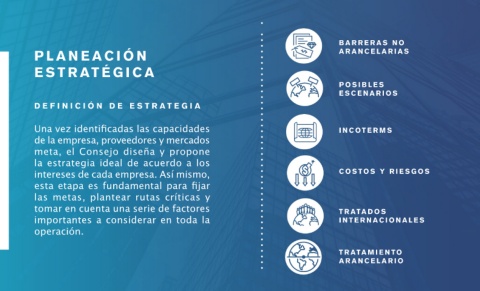 PLANEACIÓN
ESTRATÉGICA
DEFINICIÓN DE ESTRATEGIA
Una vez identificadas las capacidades
de la empresa, proveedores y mercados
meta, el Consejo diseña y propone
la estrategia ideal de acuerdo a los
intereses de cada empresa. Así mismo,
esta etapa es fundamental para fijar
las metas, plantear rutas críticas y
tomar en cuenta una serie de factores
importantes a considerar en toda la
operación.
BARRERAS NO
ARANCELARIAS
POSIBLES
ESCENARIOS
INCOTERMS
COSTOS Y RIESGOS
TRATADOS
INTERNACIONALES
TRATAMIENTO
ARANCELARIO